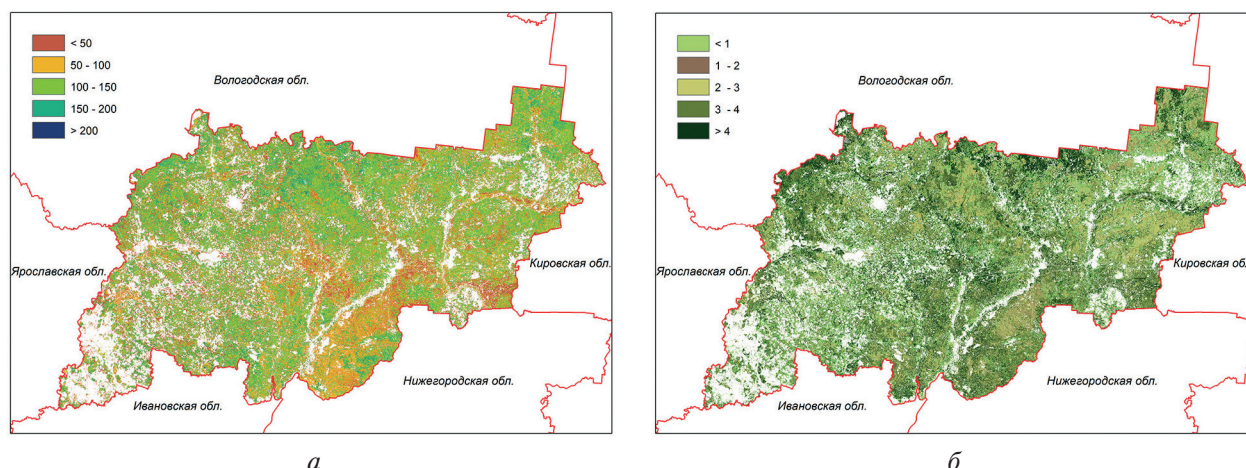 < 50
50 - 100
100 - 150
150 - 200
> 200
Вологодская обл.
Ярославская обл.
Кировская обл.
Нижегородская обл.
Ивановская обл.
а
< 1
1 - 2
2 - 3
3 - 4
> 4
Вологодская обл.
Ярославская обл.
Кировская обл.
Нижегородская обл.
Ивановская обл.
б